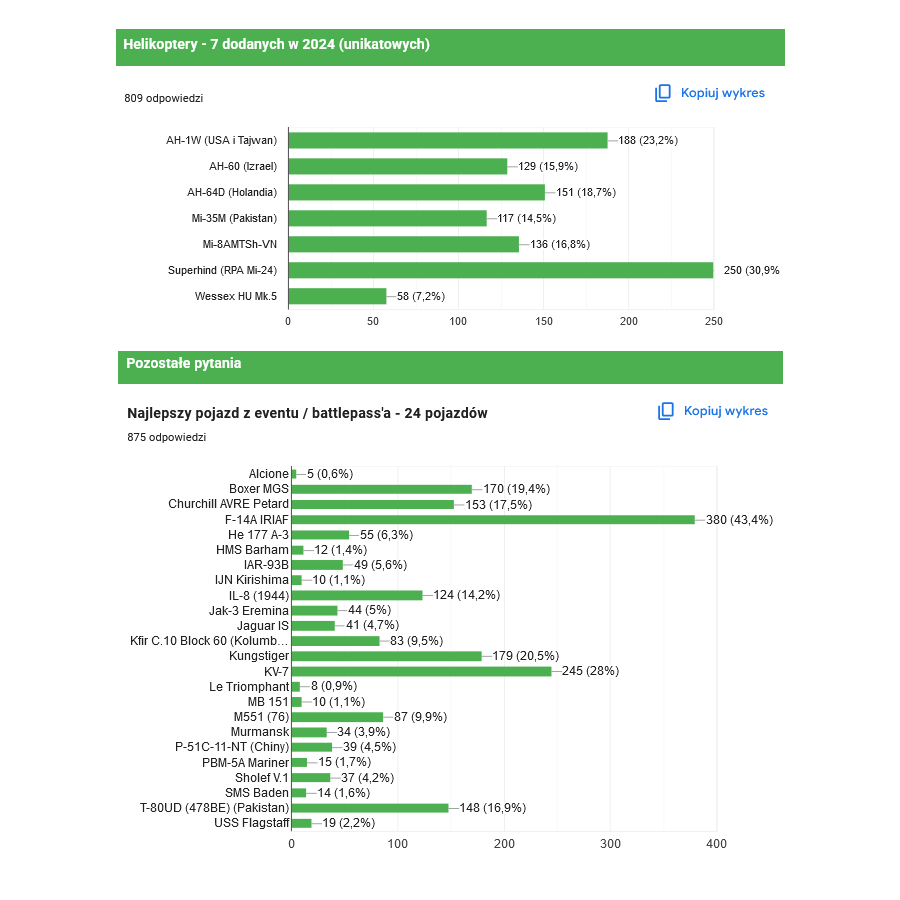 Helikoptery - 7 dodanych w 2024 (unikatowych)
Kopiuj wykres
809 odpowiedzi
AH-1W (USA i Tajwan) 188 (23,2%)
AH-60 (Izrael) 129 (15,9%)
AH-64D (Holandia) 151 (18,7%)
Mi-35M (Pakistan) 117 (14,5%)
Mi-8AMTSh-VN 136 (16,8%)
Superhind (RPA Mi-24) 250 (30,9%
Wessex HU Mk.5 58 (7,2%)
0 50 100 150 200 250
Pozostałe pytania
Najlepszy pojazd z eventu / battlepass'a - 24 pojazdów
Kopiuj wykres
875 odpowiedzi
Alcione 5 (0,6%)
Boxer MGS 170 (19,4%)
Churchill AVRE Petard 153 (17,5%)
F-14A IRIAF 380 (43,4%)
He 177 A-3 55 (6,3%)
HMS Barham 12 (1,4%)
IAR-93B 49 (5,6%)
IJN Kirishima 10 (1,1%)
IL-8 (1944) 124 (14,2%)
Jak-3 Eremina 44 (5%)
Jaguar IS 41 (4,7%)
Kfir C.10 Block 60 (Kolumb... 83 (9,5%)
Kungstiger 179 (20,5%)
KV-7 245 (28%)
Le Triomphant 8 (0,9%)
MB 151 10 (1,1%)
M551 (76) 87 (9,9%)
Murmansk 34 (3,9%)
P-51C-11-NT (Chiny) 39 (4,5%)
PBM-5A Mariner 15 (1,7%)
Sholef V.1 37 (4,2%)
SMS Baden 14 (1,6%)
T-80UD (478BE) (Pakistan) 148 (16,9%)
USS Flagstaff 19 (2,2%)
0 100 200 300 400